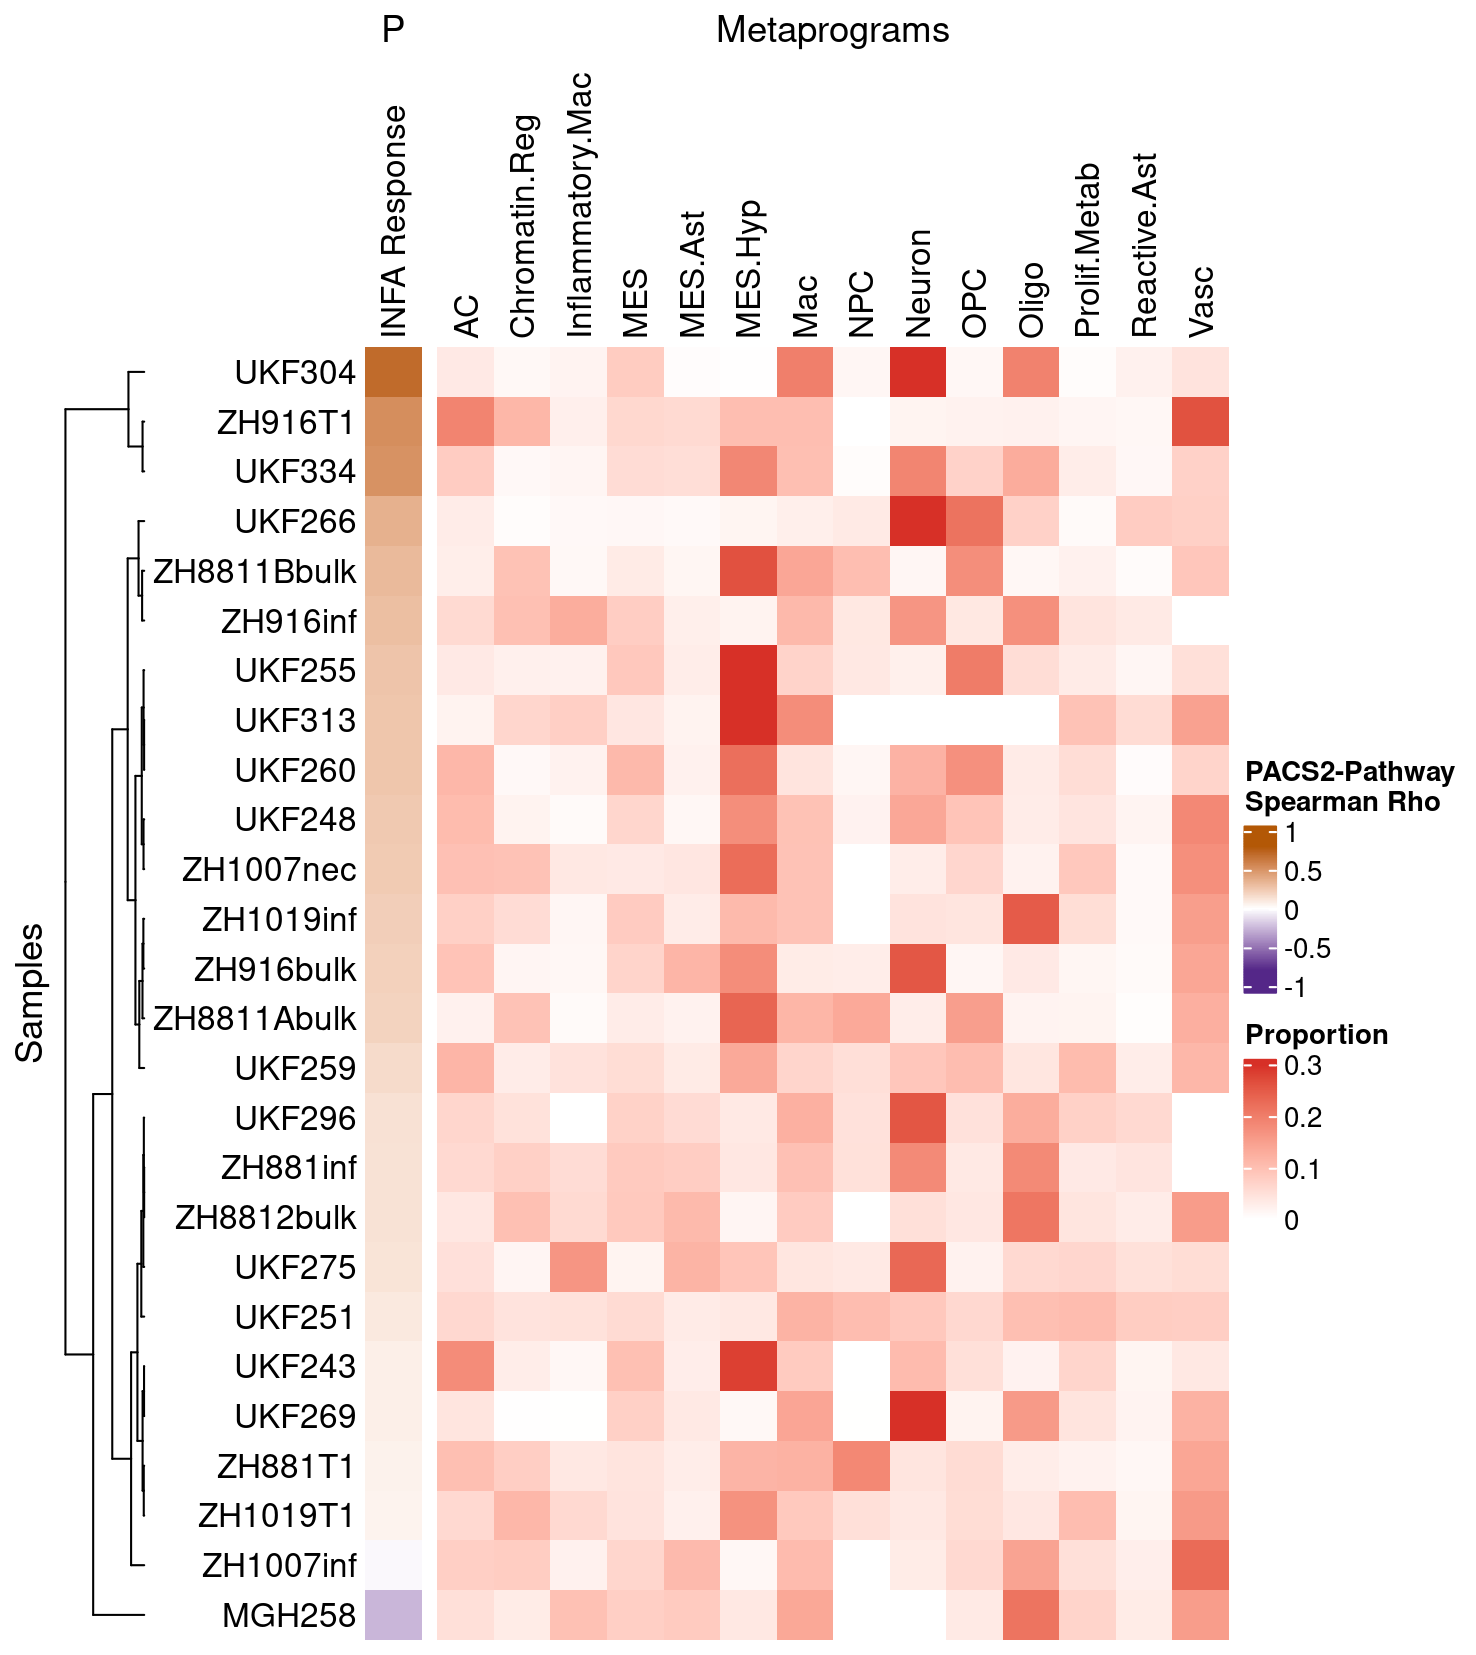 P
Metaprograms
INFA Response
AC
Chromatin.Reg
Inflammatory.Mac
MES
MES.Ast
MES.Hyp
Mac
NPC
Neuron
OPC
Oligo
Prolif.Metab
Reactive.Ast
Vasc
Samples
UKF304
ZH916T1
UKF334
UKF266
ZH8811Bbulk
ZH916inf
UKF255
UKF313
UKF260
UKF248
ZH1007nec
ZH1019inf
ZH916bulk
ZH8811Abulk
UKF259
UKF296
ZH881inf
ZH8812bulk
UKF275
UKF251
UKF243
UKF269
ZH881T1
ZH1019T1
ZH1007inf
MGH258
PACS2-Pathway
Spearman Rho
1
0.5
0
-0.5
-1
Proportion
0.3
0.2
0.1
0